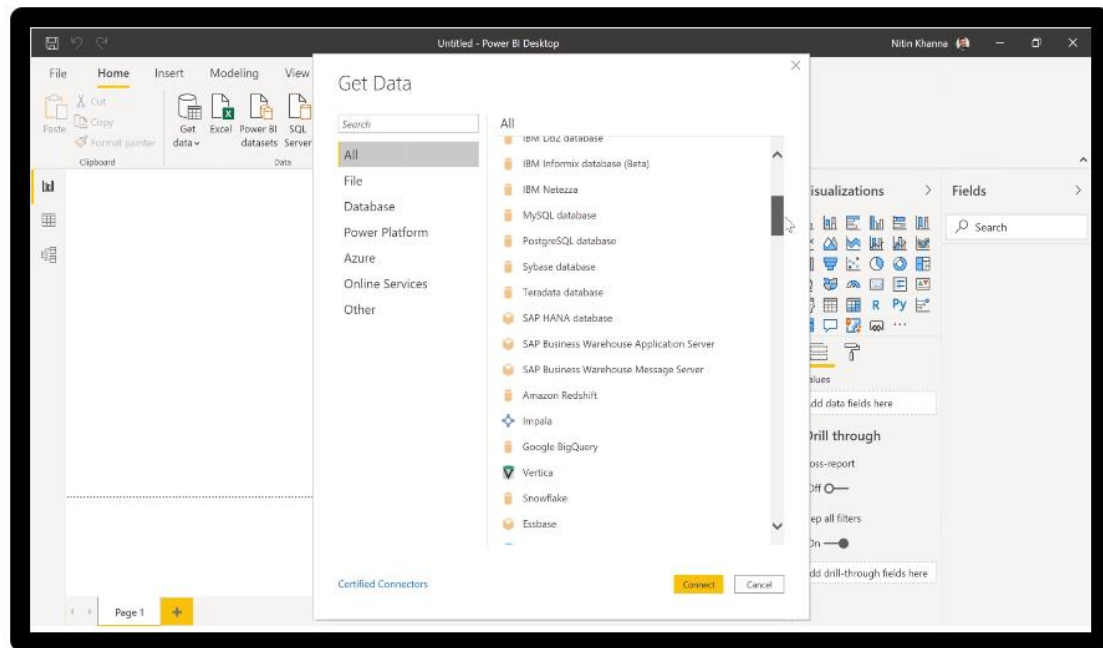 Untitled - Power BI Desktop
Nitin Khanna
File Home Insert Modeling View
Cut
Copy
Format painter
Paste
Clipboard
Get data
Excel
Power BI datasets
SQL Server
Data
Get Data
Search
All
File
Database
Power Platform
Azure
Online Services
Other
All
IBM Db2 database
IBM Informix database (Beta)
IBM Netezza
MySQL database
PostgreSQL database
Sybase database
Teradata database
SAP HANA database
SAP Business Warehouse Application Server
SAP Business Warehouse Message Server
Amazon Redshift
Impala
Google BigQuery
Vertica
Snowflake
Essbase
Certified Connectors
Connect
Cancel
isualizations
Fields
Search
R Py
alues
dd data fields here
Drill through
oss-report
Off
ep all filters
On
dd drill-through fields here
Page 1